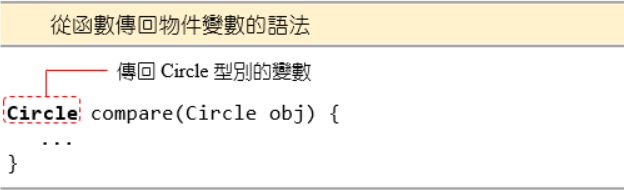 從函數傳回物件變數的語法
傳回 Circle 型別的變數
Circle compare(Circle obj) {
...
}